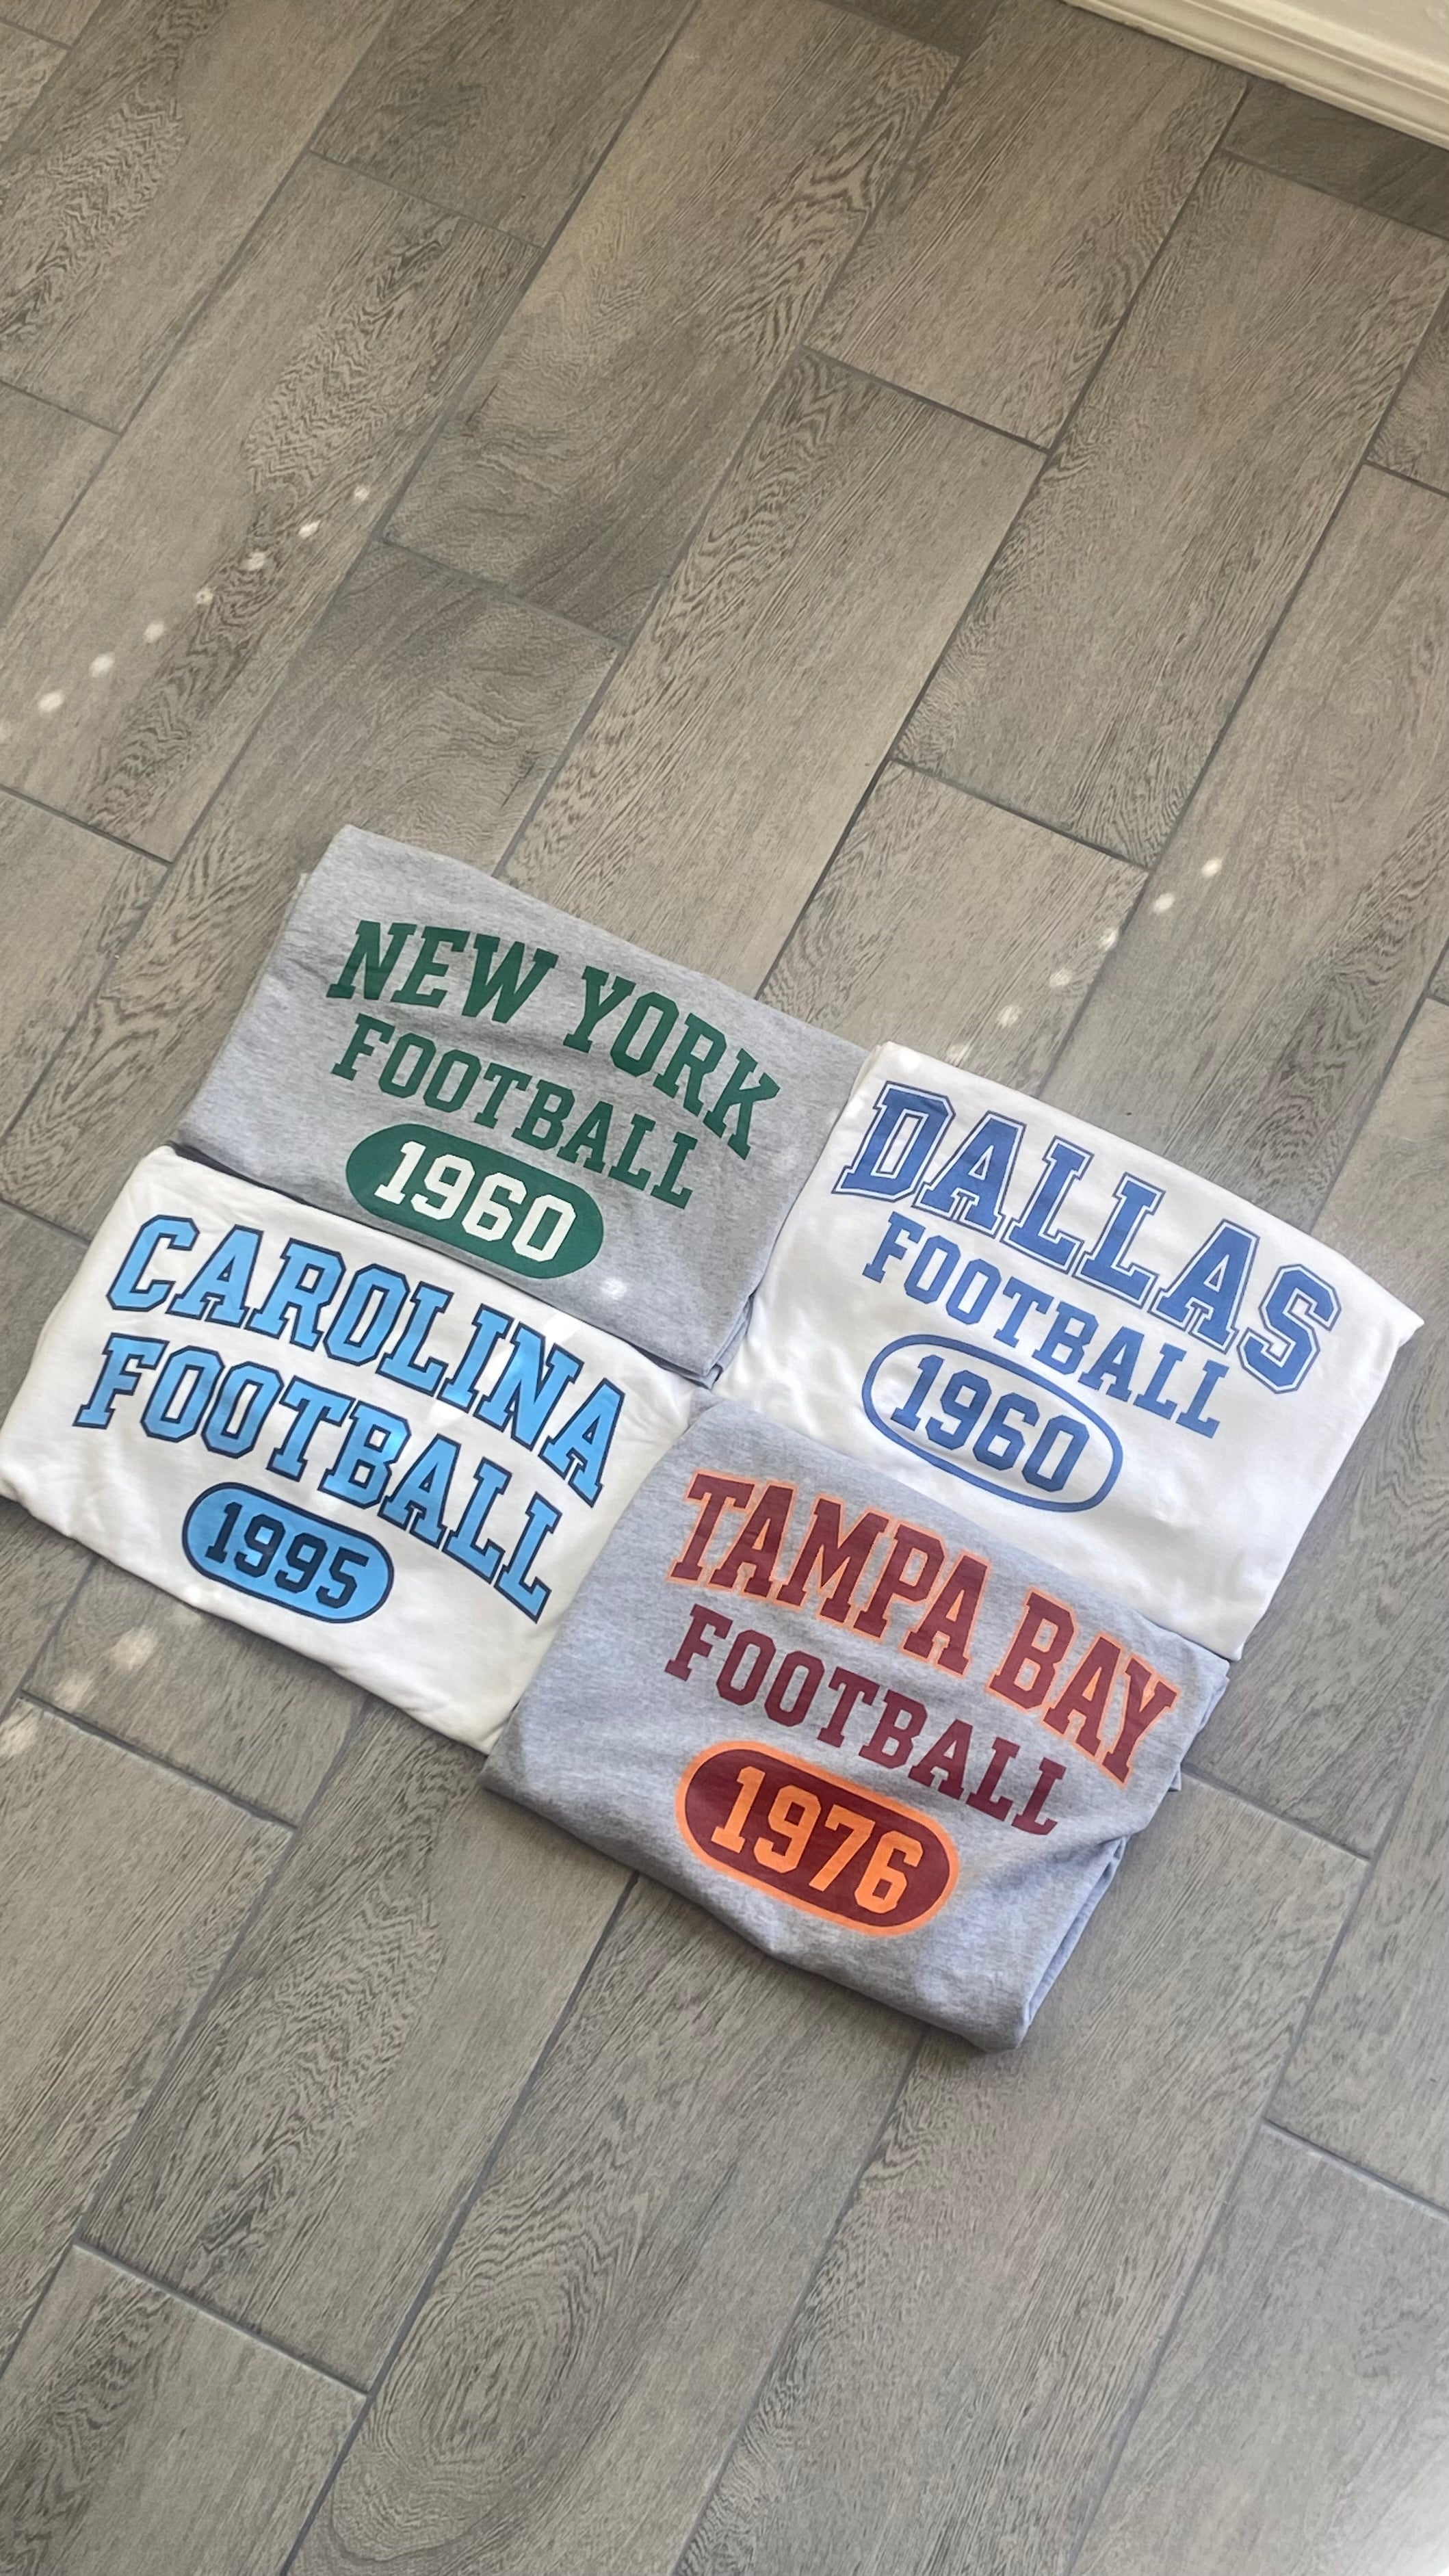 NEW YORK
FOOTBALL
1960
DALLAS
FOOTBALL
1960
CAROLINA
FOOTBALL
1995
TAMPA BAY
FOOTBALL
1976